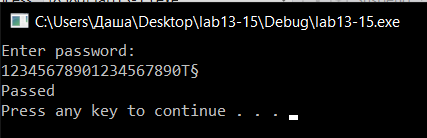 C:\Users\Даша\Desktop\lab13-15\Debug\lab13-15.exe
Enter password:
12345678901234567890T§
Passed
Press any key to continue . . .